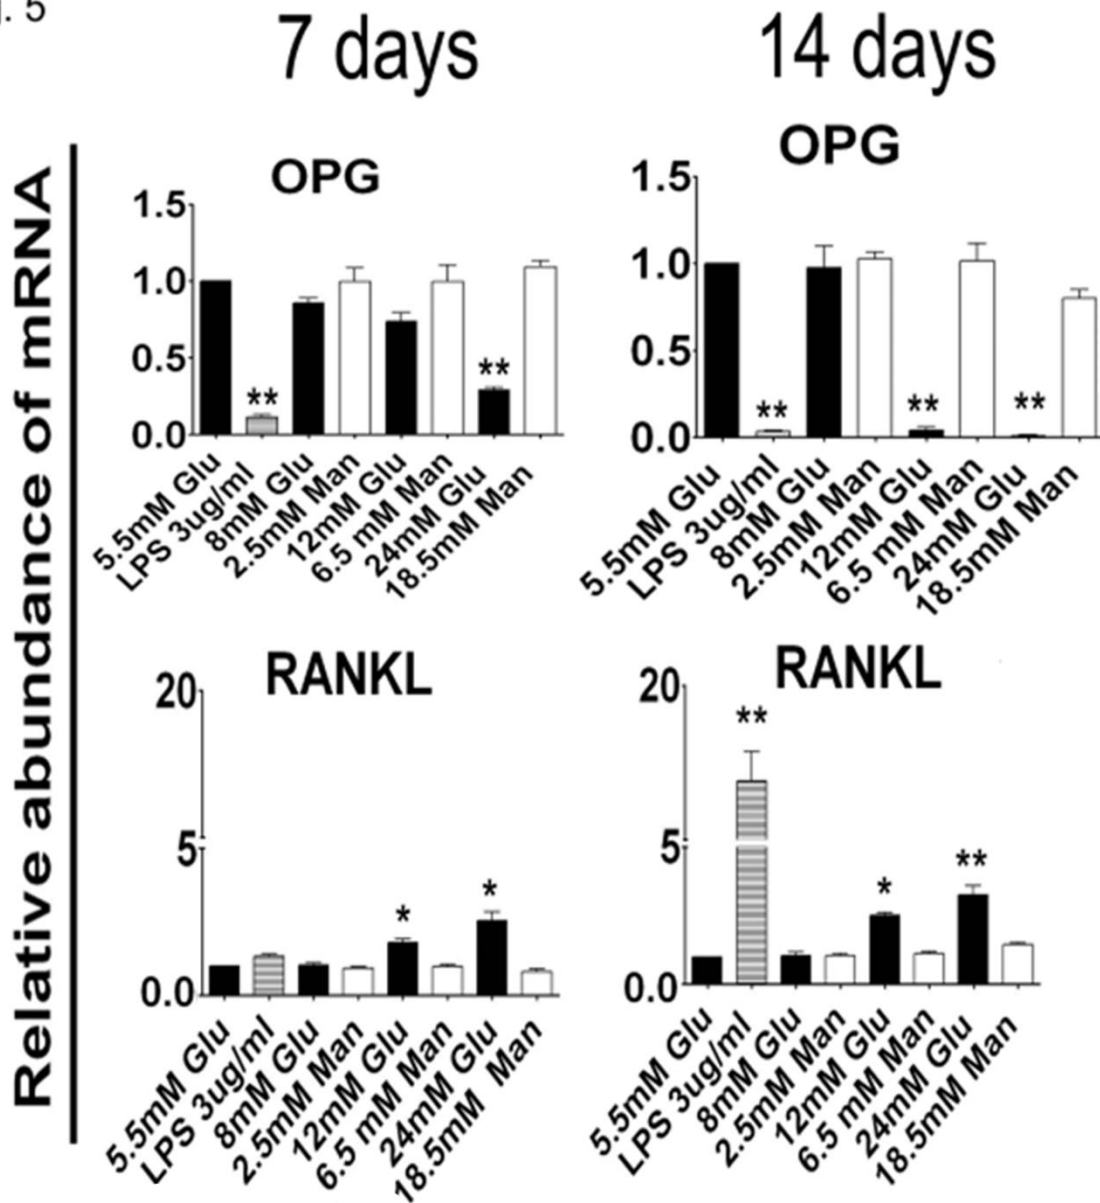 . 5
7 days
14 days
Relative abundance of mRNA
OPG
1.5
1.0
0.5
0.0
**
**
5.5mM Glu
LPS 3ug/ml
8mM Glu
2.5mM Man
12mM Glu
6.5 mM Man
24mM Glu
18.5mM Man
OPG
1.5
1.0
0.5
0.0
**
**
**
5.5mM Glu
LPS 3ug/ml
8mM Glu
2.5mM Man
12mM Glu
6.5 mM Man
24mM Glu
18.5mM Man
RANKL
20
5
0.0
*
*
5.5mM Glu
LPS 3ug/ml
8mM Glu
2.5mM Man
12mM Glu
6.5 mM Man
24mM Glu
18.5mM Man
RANKL
20
5
0.0
**
*
**
5.5mM Glu
LPS 3ug/ml
8mM Glu
2.5mM Man
12mM Glu
6.5 mM Man
24mM Glu
18.5mM Man